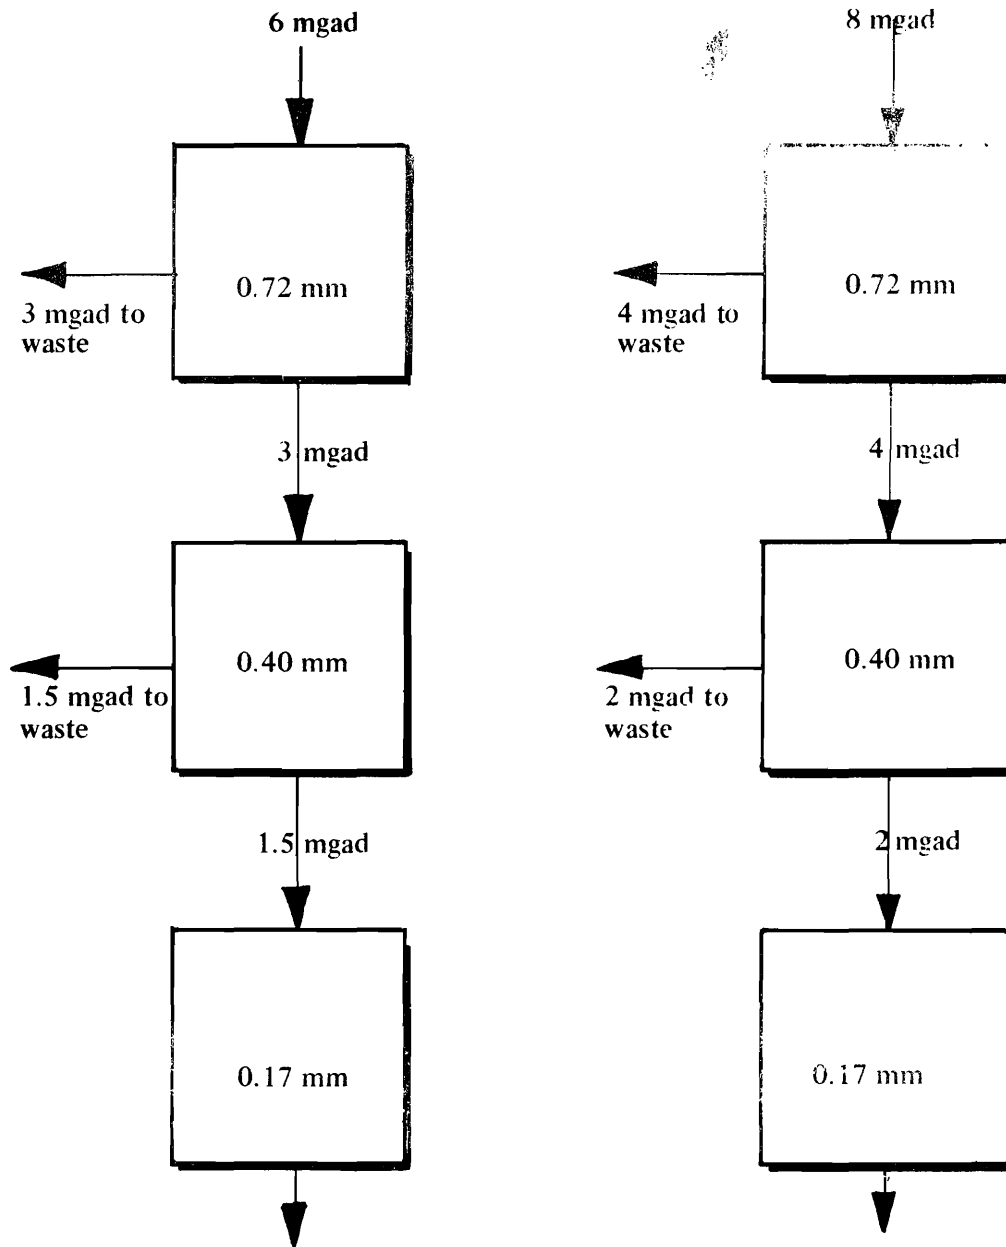 6 mgad
0.72 mm
3 mgad to
waste
3 mgad
0.40 mm
1.5 mgad to
waste
1.5 mgad
0.17 mm
8 mgad
0.72 mm
4 mgad to
waste
4 mgad
0.40 mm
2 mgad to
waste
2 mgad
0.17 mm